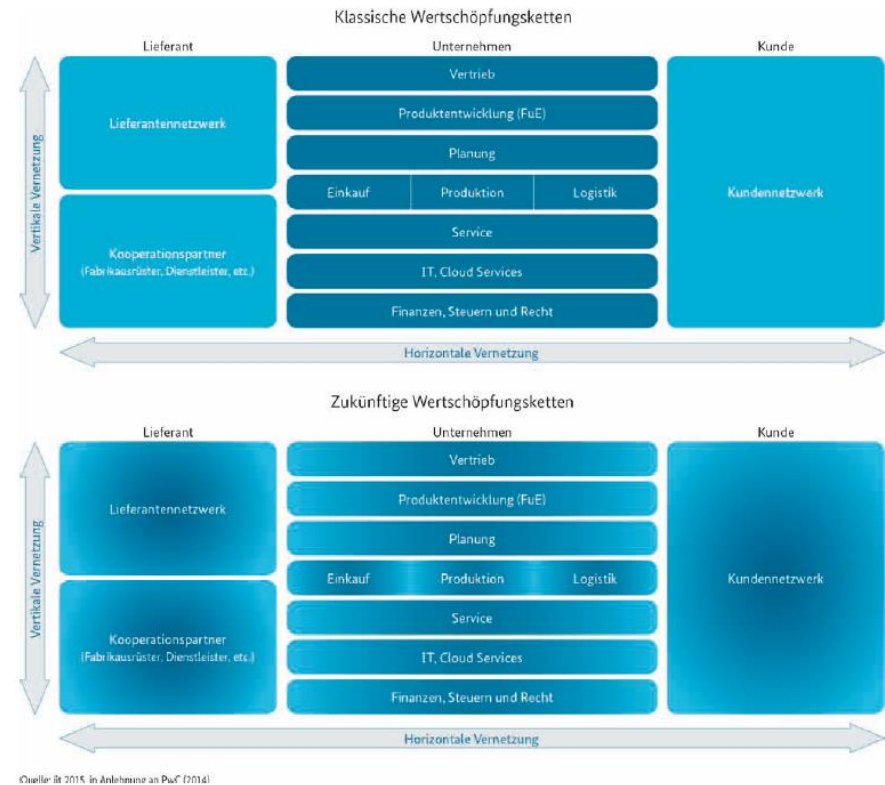 Klassische Wertschöpfungsketten
Lieferant
Unternehmen
Kunde
Vertikale Vernetzung
Lieferantennetzwerk
Kooperationspartner
(Fabrikausrüster, Dienstleister, etc.)
Vertrieb
Produktentwicklung (FuE)
Planung
Einkauf
Produktion
Logistik
Service
IT, Cloud Services
Finanzen, Steuern und Recht
Kundennetzwerk
Horizontale Vernetzung
Zukünftige Wertschöpfungsketten
Lieferant
Unternehmen
Kunde
Vertikale Vernetzung
Lieferantennetzwerk
Kooperationspartner
(Fabrikausrüster, Dienstleister, etc.)
Vertrieb
Produktentwicklung (FuE)
Planung
Einkauf
Produktion
Logistik
Service
IT, Cloud Services
Finanzen, Steuern und Recht
Kundennetzwerk
Horizontale Vernetzung
Quelle: iit 2015, in Anlehnung an PwC (2014)